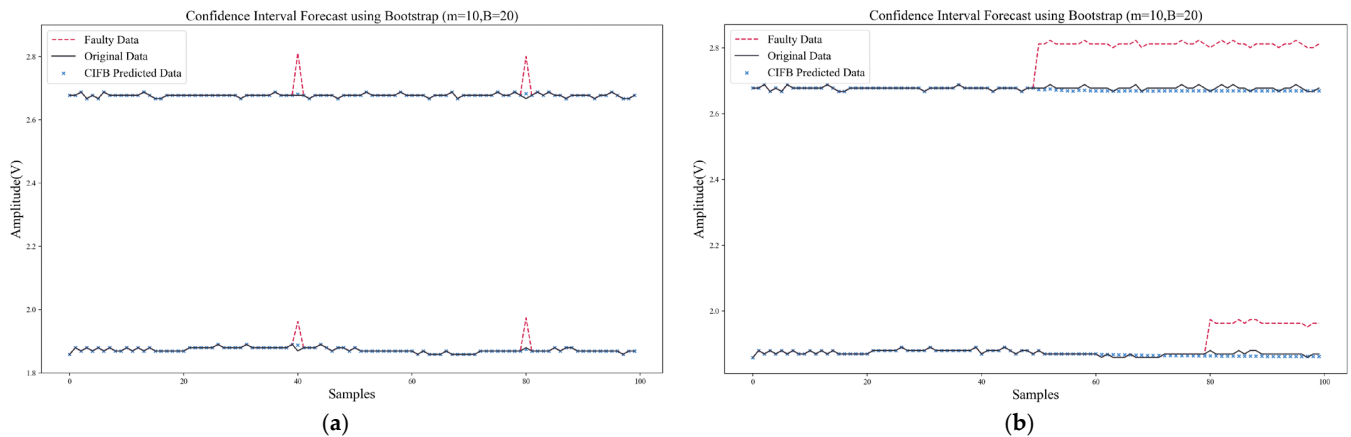 Confidence Interval Forecast using Bootstrap (m=10,B=20)
Faulty Data
Original Data
CIFB Predicted Data
2.8
2.6
2.4
2.2
2.0
1.8
Amplitude(V)
0
20
40
60
80
100
Samples
(a)
Confidence Interval Forecast using Bootstrap (m=10,B=20)
Faulty Data
Original Data
CIFB Predicted Data
2.8
2.6
2.4
2.2
2.0
Amplitude(V)
0
20
40
60
80
100
Samples
(b)